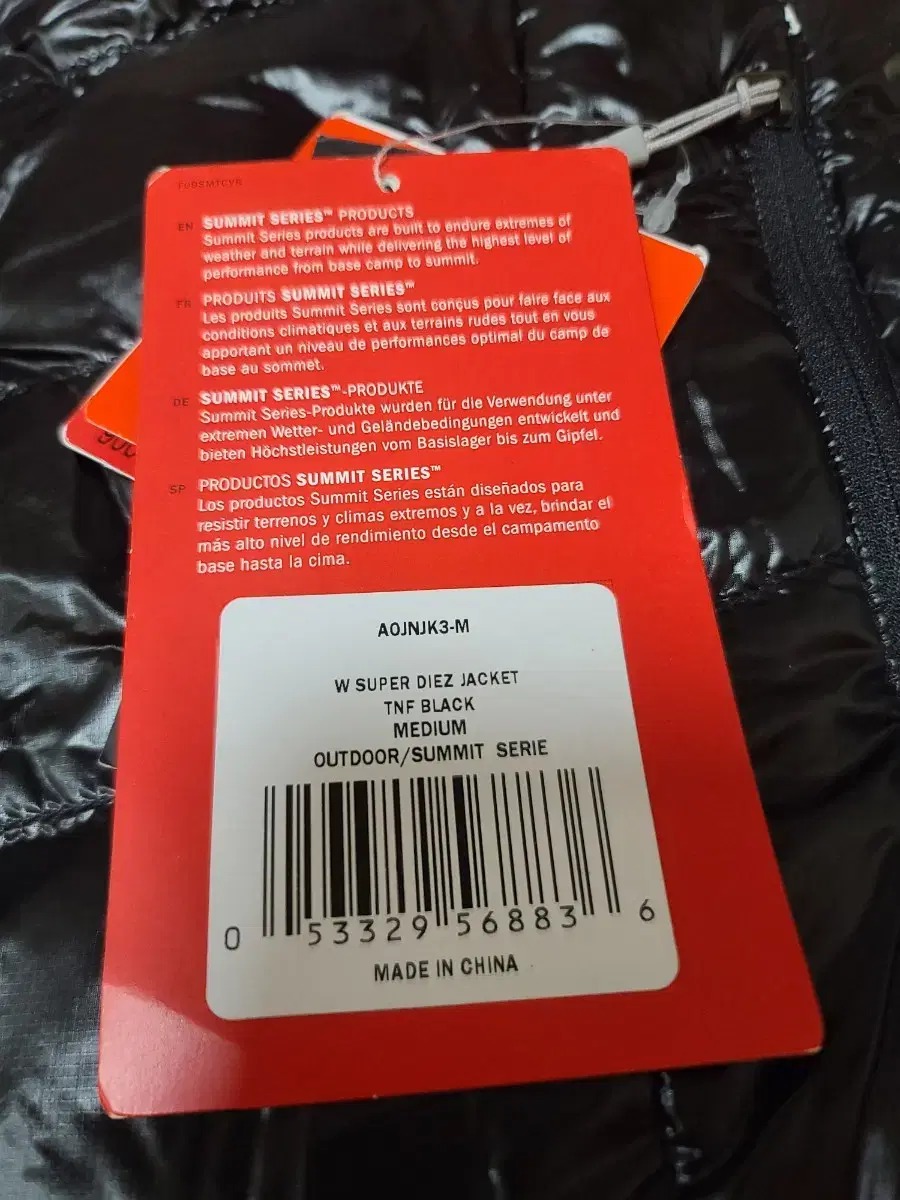 F0BSMTCVR
EN SUMMIT SERIES™ PRODUCTS
Summit Series products are built to endure extremes of
weather and terrain while delivering the highest level of
performance from base camp to summit.
FR PRODUITS SUMMIT SERIES™
Les produits Summit Series sont conçus pour faire face aux
conditions climatiques et aux terrains rudes tout en vous
apportant un niveau de performances optimal du camp de
base au sommet.
DE SUMMIT SERIES™-PRODUKTE
Summit Series-Produkte wurden für die Verwendung unter
extremen Wetter- und Geländebedingungen entwickelt und
bieten Höchstleistungen vom Basislager bis zum Gipfel.
SP PRODUCTOS SUMMIT SERIES™
Los productos Summit Series están diseñados para
resistir terrenos y climas extremos y a la vez, brindar el
más alto nivel de rendimiento desde el campamento
base hasta la cima.
A0JNJK3-M
W SUPER DIEZ JACKET
TNF BLACK
MEDIUM
OUTDOOR/SUMMIT SERIE
0 53329 56883 6
MADE IN CHINA